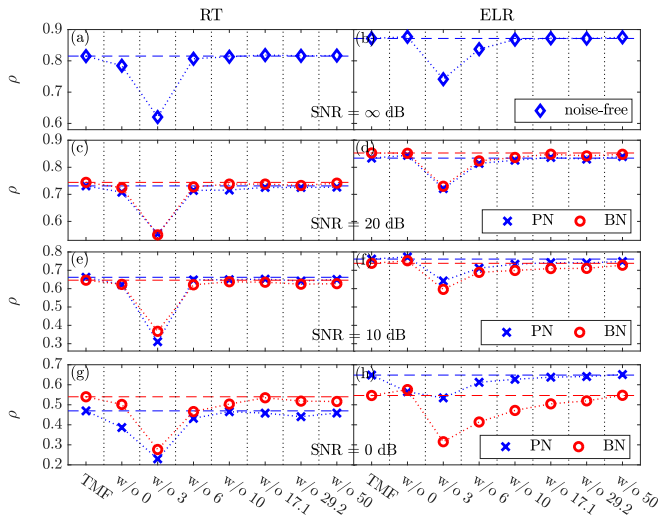 RT ELR
(a)
0.9
0.8
0.7
0.6
ρ
SNR = ∞ dB
noise-free
(c) (d)
0.9
0.8
0.7
0.6
ρ
SNR = 20 dB
PN BN
(e)
0.8
0.7
0.6
0.5
0.4
0.3
ρ
SNR = 10 dB
PN BN
(g)
0.7
0.6
0.5
0.4
0.3
0.2
ρ
SNR = 0 dB
PN BN
TMF w/o 0 w/o 3 w/o 6 w/o 10 w/o 17.1 w/o 29.2 w/o 50 TMF w/o 0 w/o 3 w/o 6 w/o 10 w/o 17.1 w/o 29.2 w/o 50